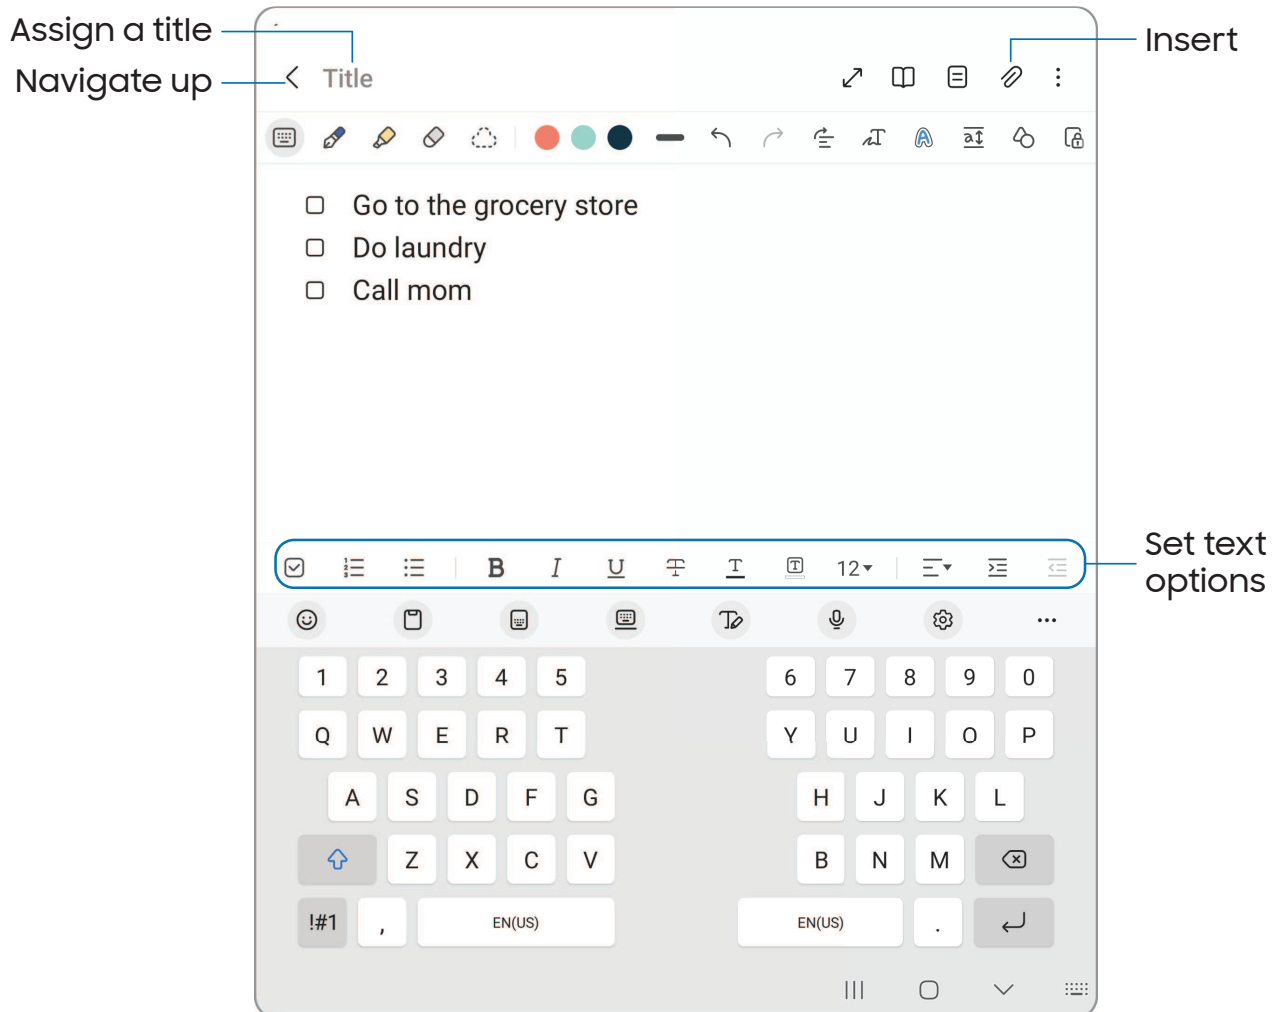 Assign a title
Insert
Navigate up
Title
Go to the grocery store
Do laundry
Call mom
B I U T T T 12
Set text
options
1 2 3 4 5 6 7 8 9 0
Q W E R T Y U I O P
A S D F G H J K L
Z X C V B N M
!#1 , EN(US) EN(US) .